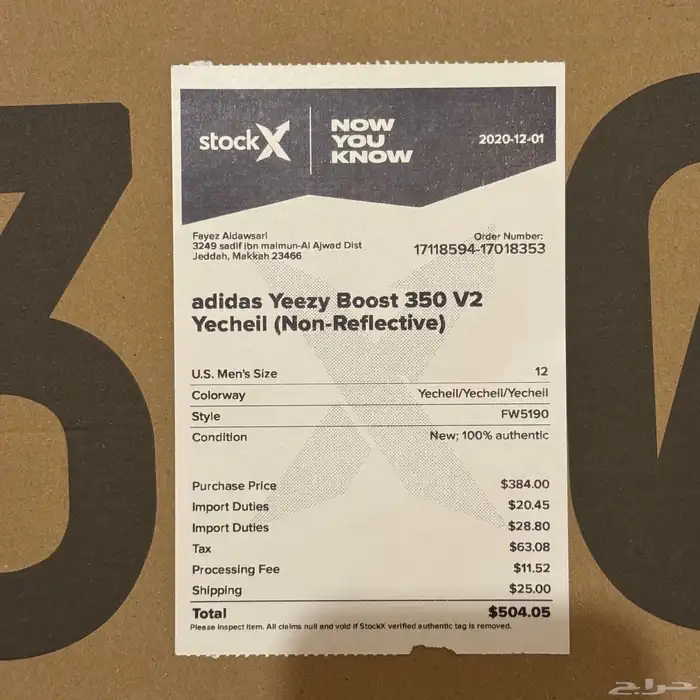 stockX
NOW
YOU
KNOW
2020-12-01
Fayez Aldawsari
3249 sadif ibn maimun-Al Ajwad Dist
Jeddah, Makkah 23466
Order Number:
17118594-17018353
adidas Yeezy Boost 350 V2
Yecheil (Non-Reflective)
U.S. Men's Size 12
Colorway Yecheil/Yecheil/Yecheil
Style FW5190
Condition New; 100% authentic
Purchase Price $384.00
Import Duties $20.45
Import Duties $28.80
Tax $63.08
Processing Fee $11.52
Shipping $25.00
Total $504.05
Please inspect item. All claims null and void if StockX verified authentic tag is removed.
3
0
حراج